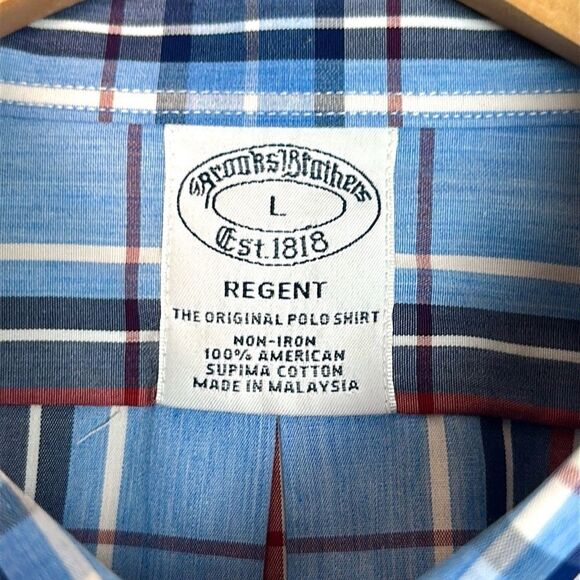 Brooks Brothers
L
Est. 1818
REGENT
THE ORIGINAL POLO SHIRT
NON-IRON
100% AMERICAN
SUPIMA COTTON
MADE IN MALAYSIA